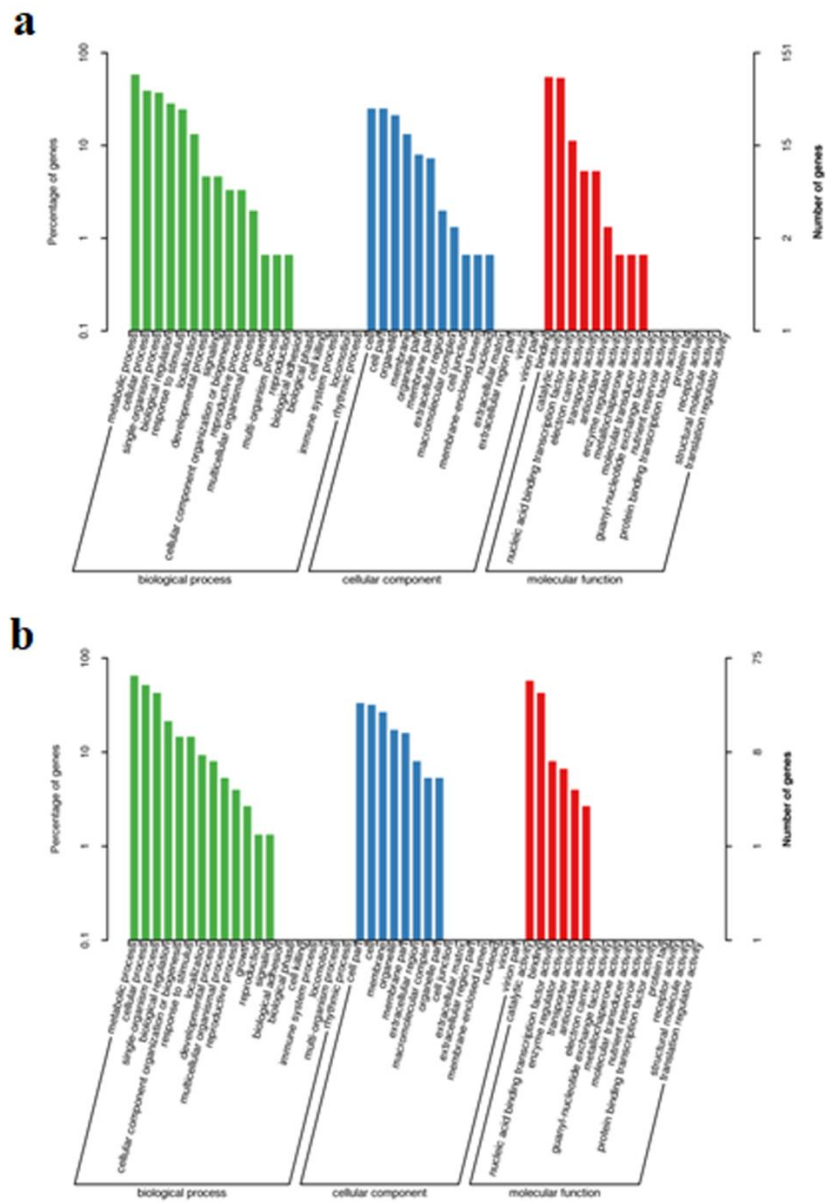 a
100
10
1
0.1
Percentage of genes
151
15
2
1
Number of genes
metabolic process
cellular process
single-organism process
biological regulation
response to stimulus
localization
developmental process
signaling
cellular component organization or biogenesis
reproductive process
multicellular organismal process
growth
multi-organism process
biological adhesion
biological phase
cell killing
immune system process
locomotion
rhythmic process
cell
cell part
organelle
membrane
organelle part
membrane part
extracellular region
macromolecular complex
cell junction
membrane-enclosed lumen
nucleoid
extracellular matrix
extracellular region part
virion
virion part
binding
catalytic activity
nucleic acid binding transcription factor activity
electron carrier activity
transporter activity
antioxidant activity
enzyme regulator activity
metallochaperone activity
molecular transducer activity
guanyl-nucleotide exchange factor activity
nutrient reservoir activity
protein binding transcription factor activity
protein tag
receptor activity
structural molecule activity
translation regulator activity
biological process
cellular component
molecular function
b
100
10
1
0.1
Percentage of genes
75
8
1
1
Number of genes
metabolic process
cellular process
single-organism process
biological regulation
cellular component organization or biogenesis
response to stimulus
localization
developmental process
multicellular organismal process
reproductive process
growth
signaling
biological adhesion
biological phase
cell killing
immune system process
locomotion
multi-organism process
rhythmic process
cell part
cell
membrane
organelle
membrane part
extracellular region
macromolecular complex
organelle part
cell junction
extracellular matrix
extracellular region part
membrane-enclosed lumen
nucleoid
virion
virion part
catalytic activity
binding
nucleic acid binding transcription factor activity
enzyme regulator activity
transporter activity
antioxidant activity
electron carrier activity
guanyl-nucleotide exchange factor activity
metallochaperone activity
molecular transducer activity
nutrient reservoir activity
protein binding transcription factor activity
protein tag
receptor activity
structural molecule activity
translation regulator activity
biological process
cellular component
molecular function